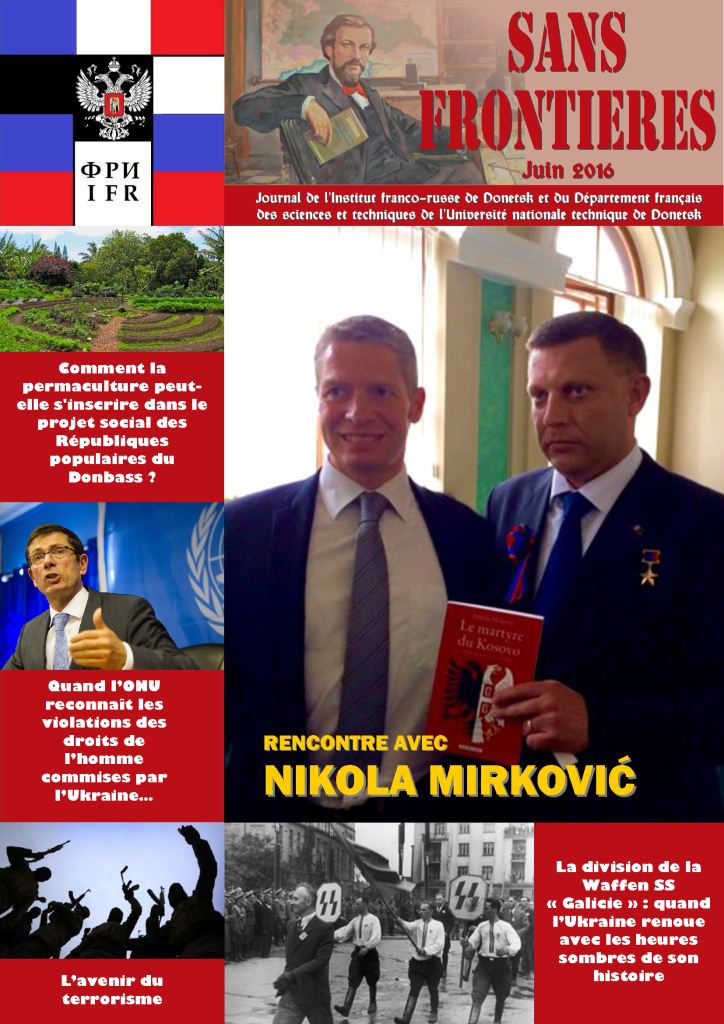 SANS
FRONTIERES
Juin 2016
ФРИ
IFR
Journal de l'Institut franco-russe de Donetsk et du Département français
des sciences et techniques de l'Université nationale technique de Donetsk
Comment la
permaculture peut-
elle s'inscrire dans le
projet social des
Républiques
populaires du
Donbass ?
Le martyre
du Kosovo
Quand l'ONU
reconnaît les
violations des
droits de
l'homme
commises par
l'Ukraine...
RENCONTRE AVEC
NIKOLA MIRKOVIĆ
L'avenir du
terrorisme
La division de la
Waffen SS
« Galicie » : quand
l'Ukraine renoue
avec les heures
sombres de son
histoire